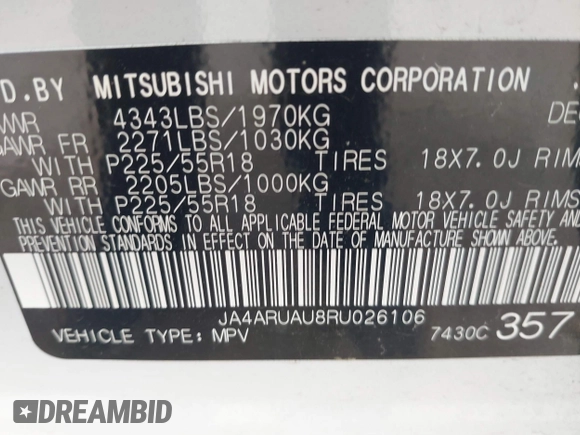 D.BY MITSUBISHI MOTORS CORPORATION
VWR 4343LBS/1970KG DE
GAWR FR 2271LBS/1030KG
WITH P225/55R18 TIRES 18X7.0J RIM
GAWR RR 2205LBS/1000KG
WITH P225/55R18 TIRES 18X7.0J RIMS
THIS VEHICLE CONFORMS TO ALL APPLICABLE FEDERAL MOTOR VEHICLE SAFETY AND
PREVENTION STANDARDS IN EFFECT ON THE DATE OF MANUFACTURE SHOWN ABOVE.
JA4ARUAU8RU026106
VEHICLE TYPE: MPV 7430C 357
DREAMBID